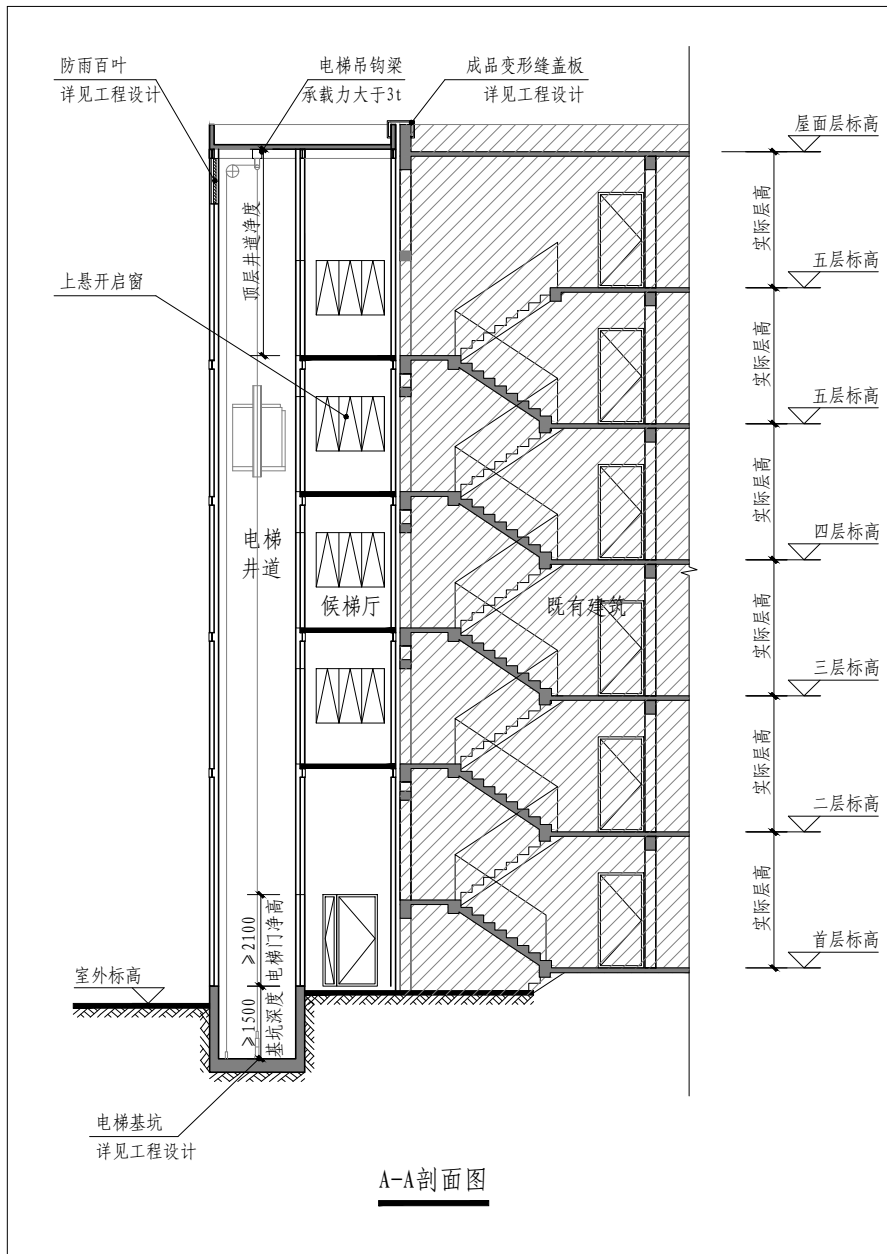 防雨百叶
详见工程设计
电梯吊钩梁
承载力大于3t
成品变形缝盖板
详见工程设计
屋面层标高
实际层高
顶层井道净度
上悬开启窗
五层标高
实际层高
五层标高
实际层高
电梯
井道
四层标高
候梯厅
既有建筑
实际层高
三层标高
实际层高
二层标高
实际层高
≥2100
电梯门净高
首层标高
室外标高
≥1500
基坑深度
电梯基坑
详见工程设计
A-A剖面图